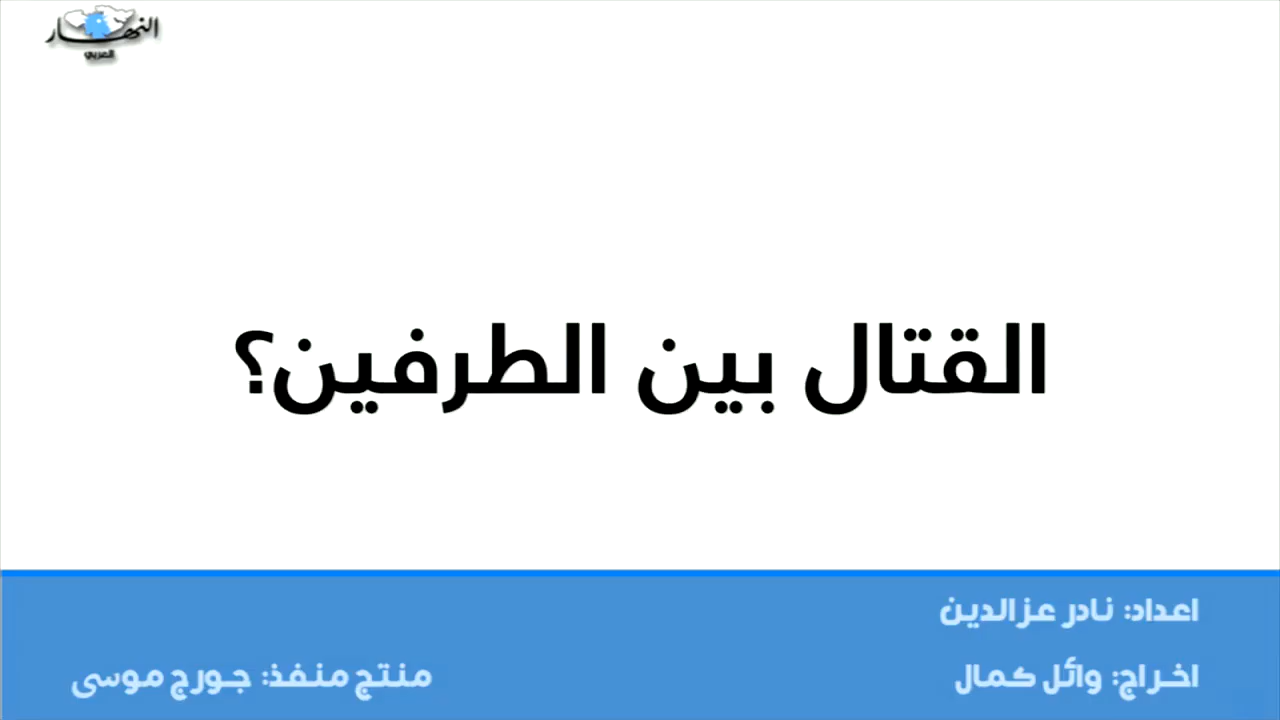 النهار
العربي
القتال بين الطرفين؟
اعداد: نادر عزالدين
اخراج: وائل كمال
منتج منفذ: جورج موسى